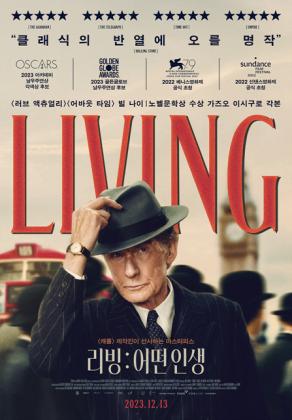 “클래식의 반열에 오를 명작”
[ROLLING STONE]
OSCARS
2023 아카데미
남우주연상
각색상 후보
GOLDEN
GLOBE
AWARDS
2023 골든글로브
남우주연상 후보
79
2022 베니스영화제
공식 초청
sundance
FILM FESTIVAL
2022 선댄스영화제
공식 초청
<러브 액츄얼리><어바웃 타임> 빌 나이 | 노벨문학상 수상 가즈오 이시구로 각본
LIVING
<캐롤> 제작진이 선사하는 마스터피스
리빙: 어떤 인생
2023.12.13